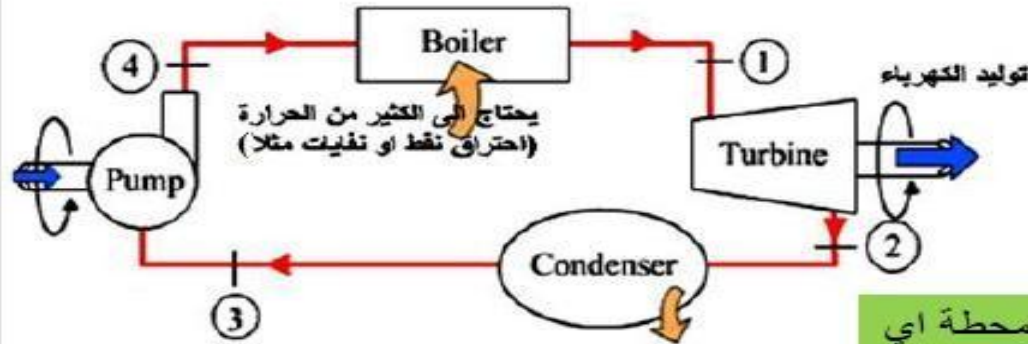 Boiler
④
①
توليد الكهرباء
يحتاج الى الكثير من الحرارة
(احتراق نفط او نفايات مثلا)
Pump
Turbine
②
Condenser
③
محطة اي